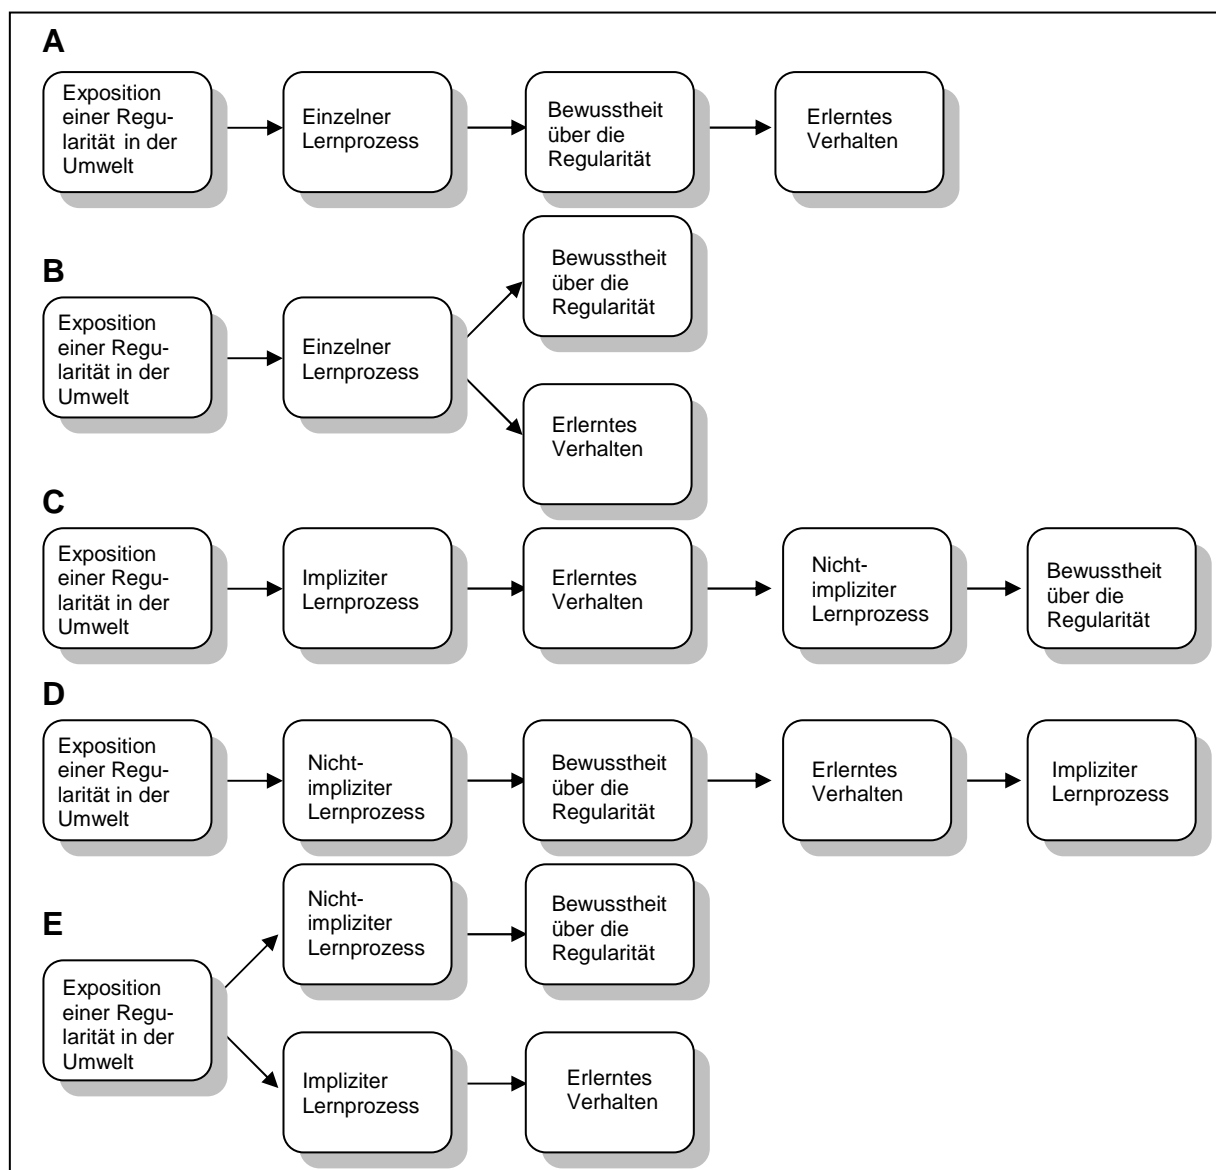 A
Exposition
einer Regu-
larität in der
Umwelt
Einzelner
Lernprozess
Bewusstheit
über die
Regularität
Erlerntes
Verhalten
B
Exposition
einer Regu-
larität in der
Umwelt
Einzelner
Lernprozess
Bewusstheit
über die
Regularität
Erlerntes
Verhalten
C
Exposition
einer Regu-
larität in der
Umwelt
Impliziter
Lernprozess
Erlerntes
Verhalten
Nicht-
impliziter
Lernprozess
Bewusstheit
über die
Regularität
D
Exposition
einer Regu-
larität in der
Umwelt
Nicht-
impliziter
Lernprozess
Bewusstheit
über die
Regularität
Erlerntes
Verhalten
Impliziter
Lernprozess
E
Exposition
einer Regu-
larität in der
Umwelt
Nicht-
impliziter
Lernprozess
Bewusstheit
über die
Regularität
Impliziter
Lernprozess
Erlerntes
Verhalten